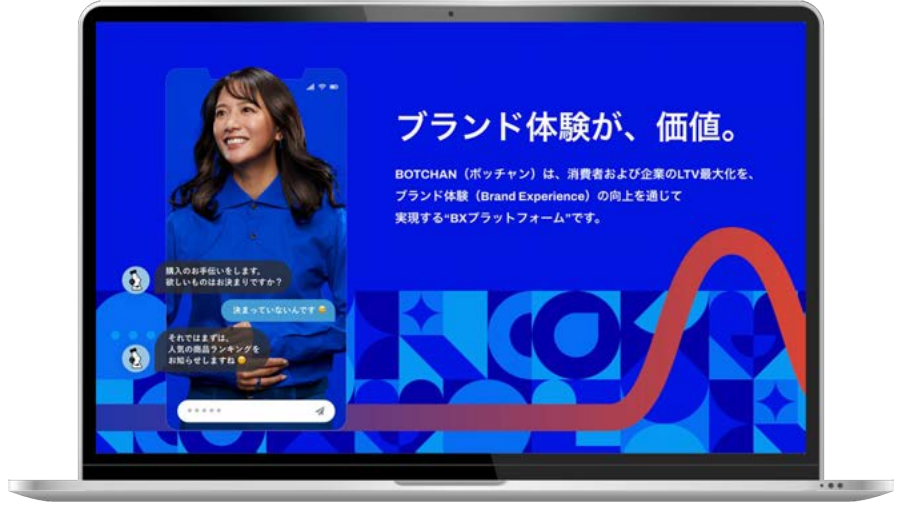 ブランド体験が、価値。
BOTCHAN（ボッチャン）は、消費者および企業のLTV最大化を、
ブランド体験（Brand Experience）の向上を通じて
実現する“BXプラットフォーム”です。
購入のお手伝いをします。
欲しいものはお決まりですか？
決まっていないんです
それではまずは、
人気の商品ランキングを
お知らせしますね